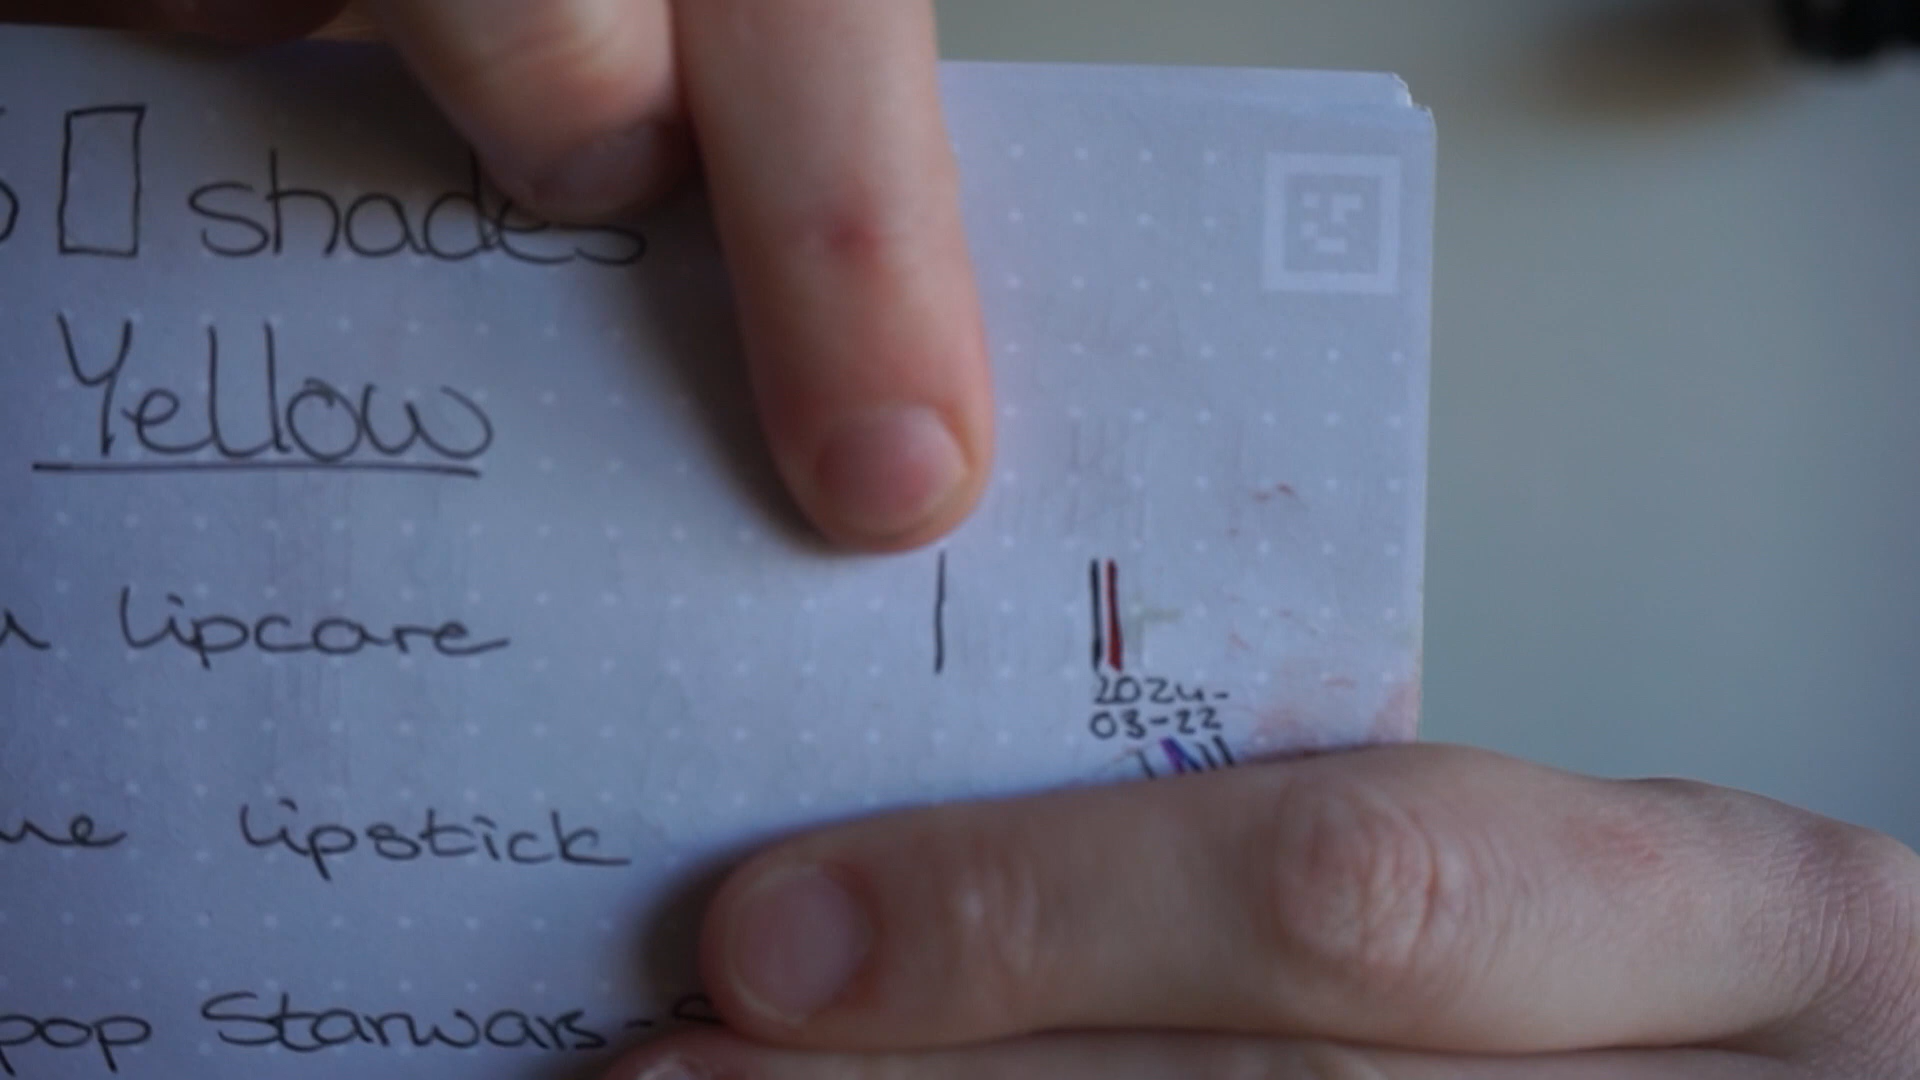 shades
Yellow
lipcare
2024-
03-22
lipstick
pop Starwars-